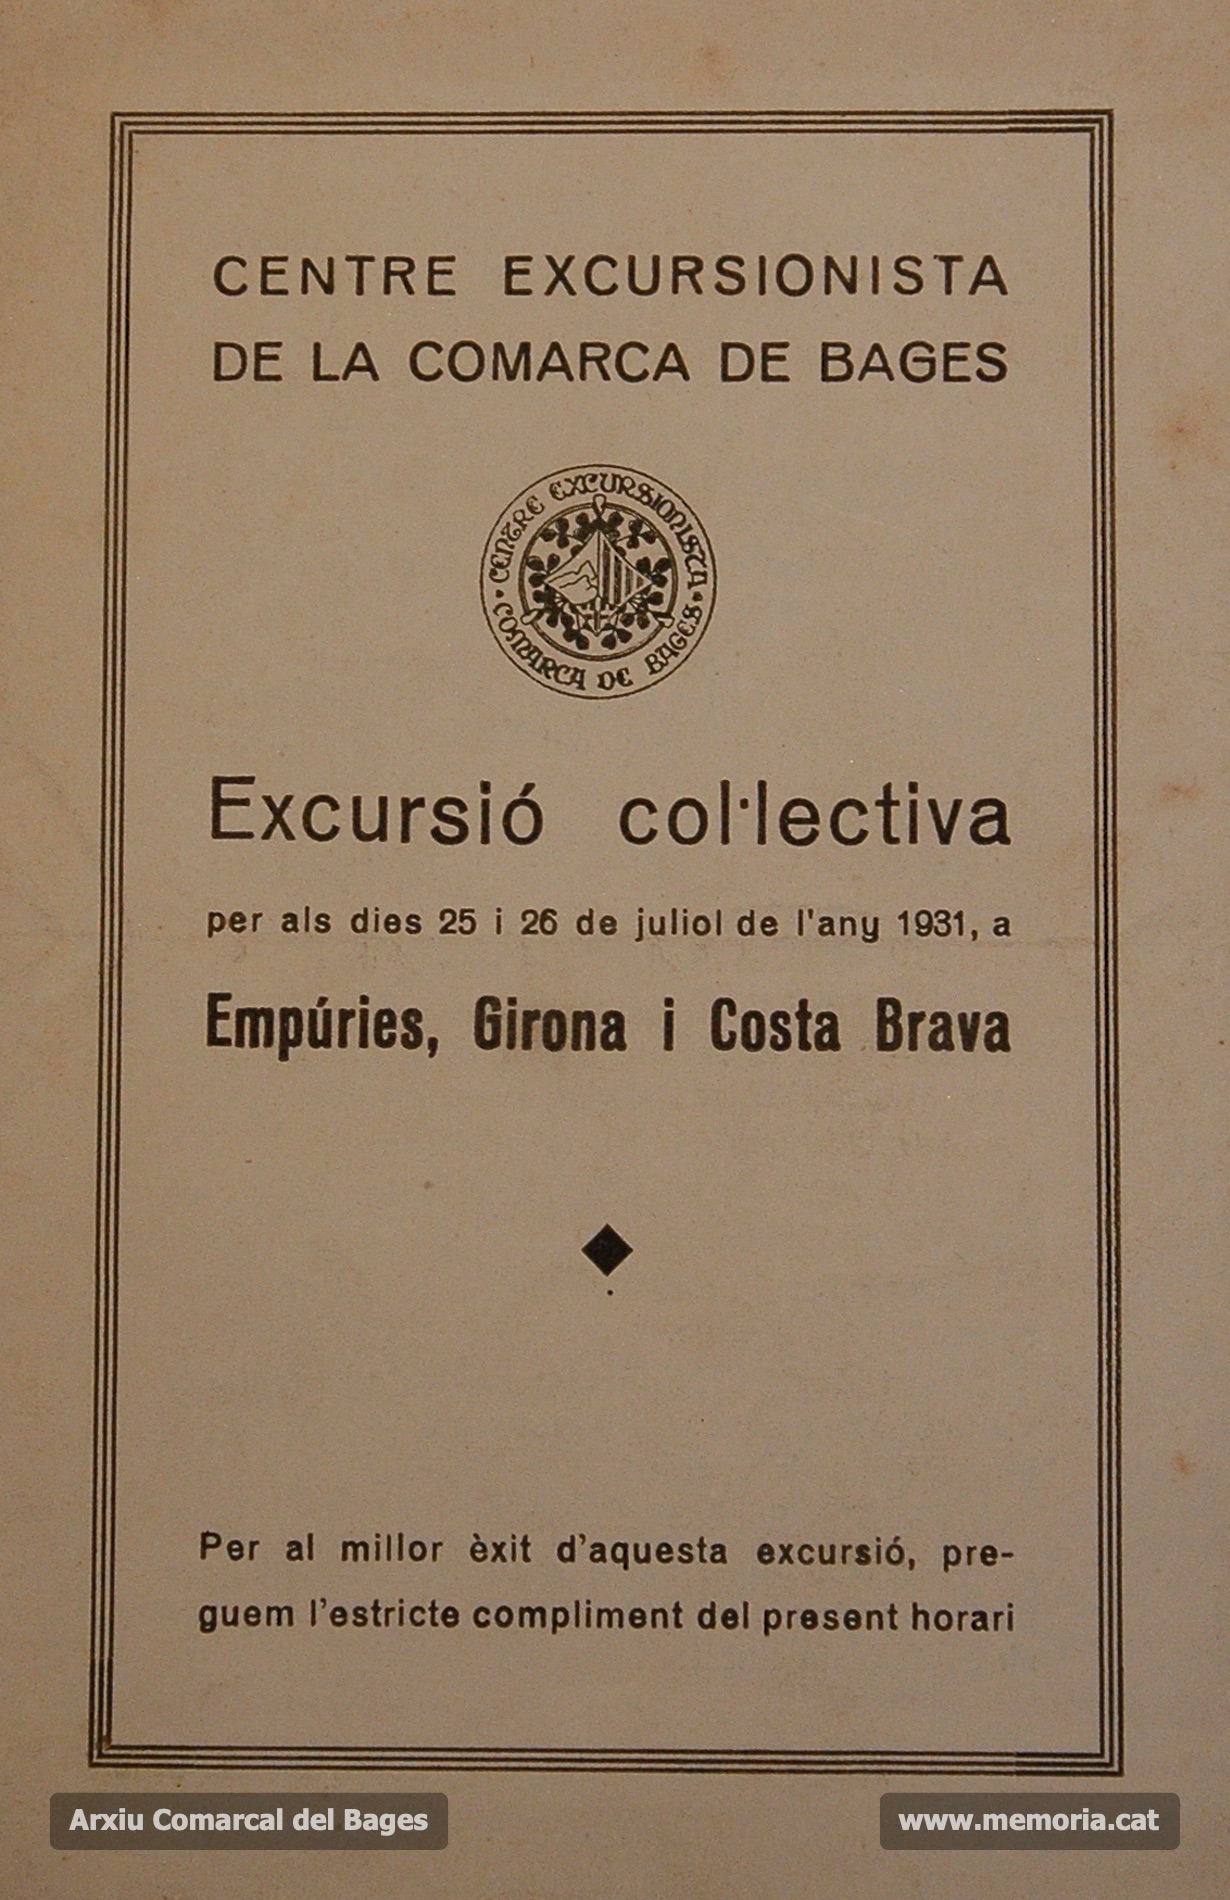 CENTRE EXCURSIONISTA
DE LA COMARCA DE BAGES
CENTRE EXCURSIONISTA
COMARCA DE BAGES
Excursió col·lectiva
per als dies 25 i 26 de juliol de l'any 1931, a
Empúries, Girona i Costa Brava
Per al millor èxit d'aquesta excursió, pre-
guem l'estricte compliment del present horari
Arxiu Comarcal del Bages
www.memoria.cat